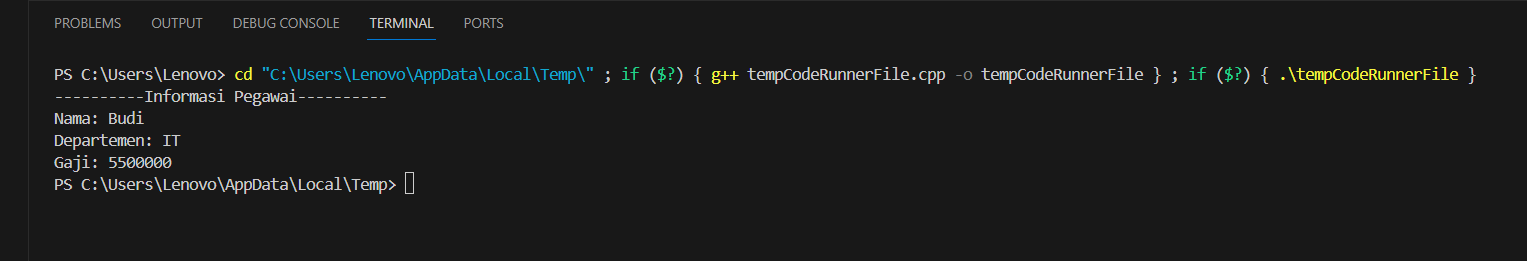 PROBLEMS OUTPUT DEBUG CONSOLE TERMINAL PORTS
PS C:\Users\Lenovo> cd "C:\Users\Lenovo\AppData\Local\Temp\" ; if ($?) { g++ tempCodeRunnerFile.cpp -o tempCodeRunnerFile } ; if ($?) { .\tempCodeRunnerFile }
----------Informasi Pegawai----------
Nama: Budi
Departemen: IT
Gaji: 5500000
PS C:\Users\Lenovo\AppData\Local\Temp>